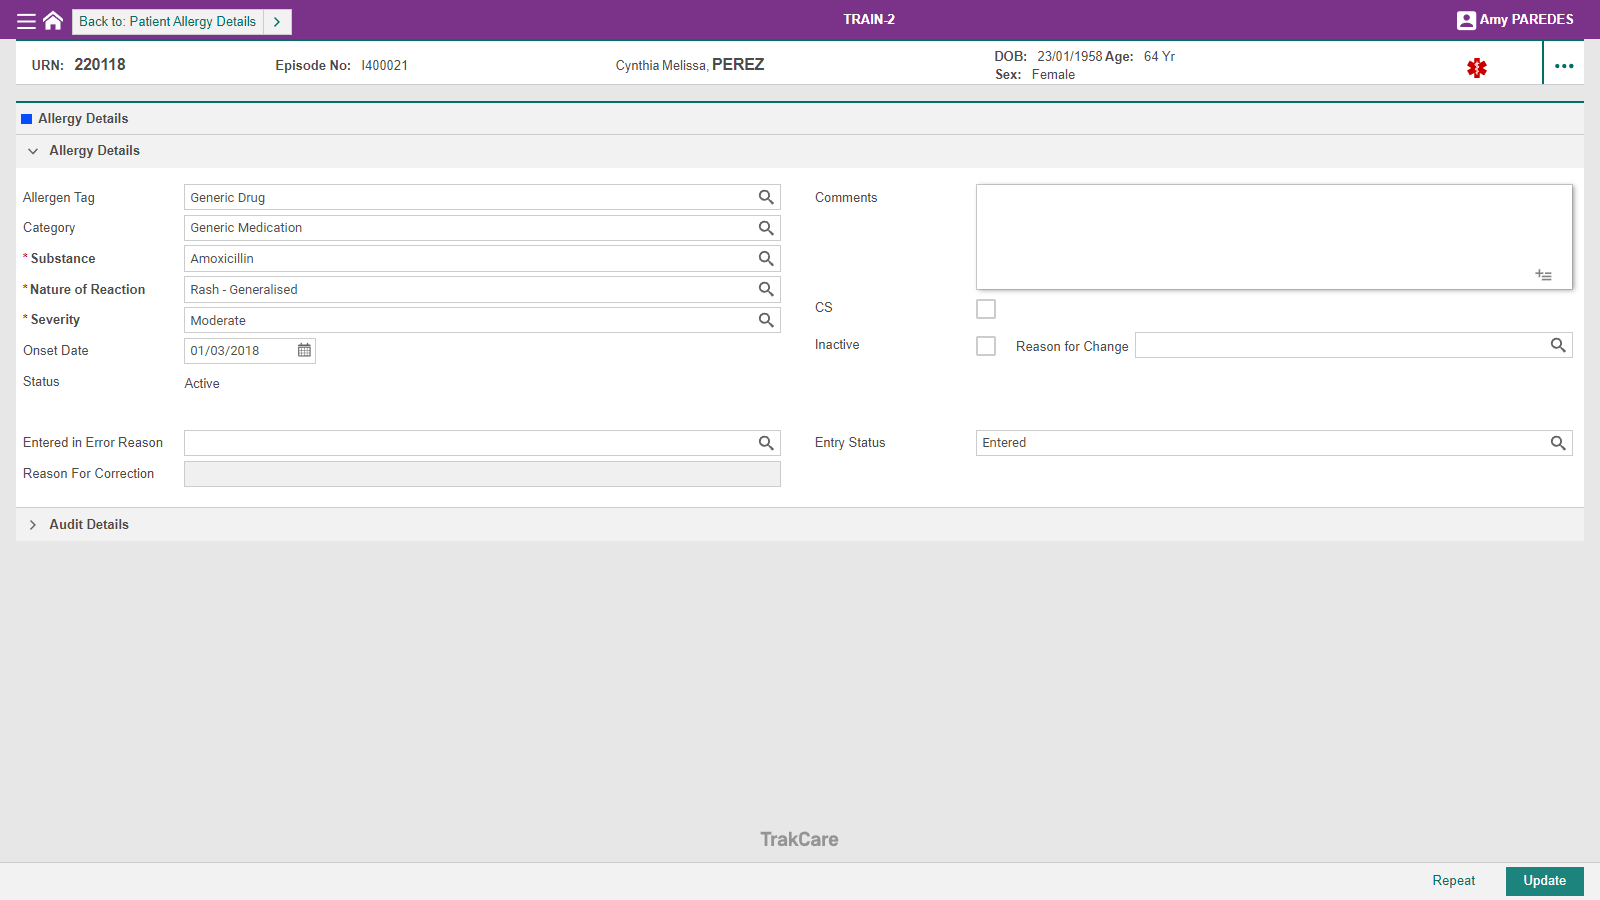 Back to: Patient Allergy Details
TRAIN-2
Amy PAREDES
URN: 220118
Episode No: I400021
Cynthia Melissa, PEREZ
DOB: 23/01/1958 Age: 64 Yr
Sex: Female
Allergy Details
Allergy Details
Allergen Tag Generic Drug
Category Generic Medication
* Substance Amoxicillin
* Nature of Reaction Rash - Generalised
* Severity Moderate
Onset Date 01/03/2018
Status Active
Comments
CS
Inactive Reason for Change
Entered in Error Reason
Entry Status Entered
Reason For Correction
Audit Details
TrakCare
Repeat
Update